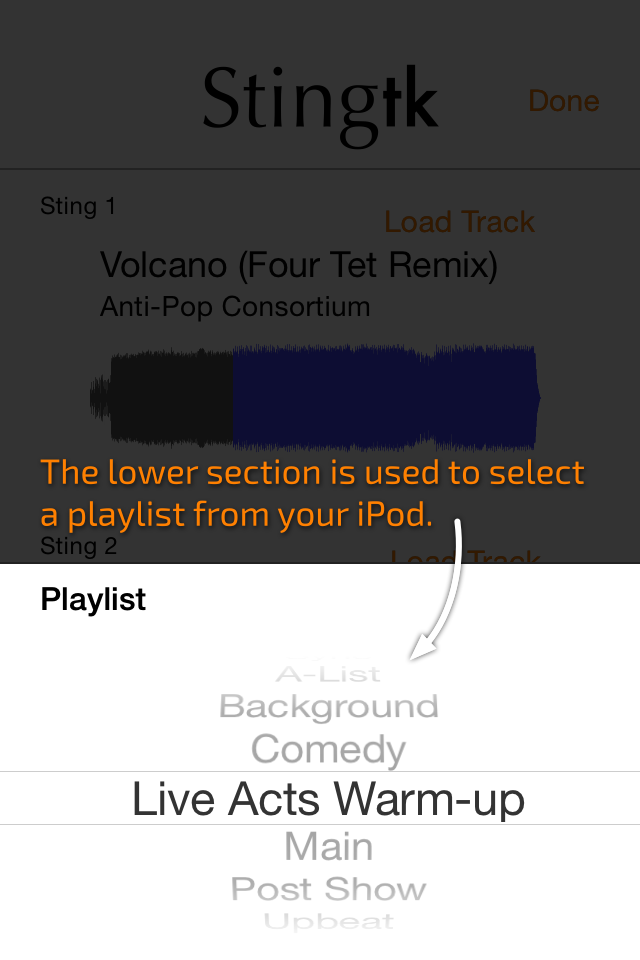 Stingtk
Done
Sting 1
Load Track
Volcano (Four Tet Remix)
Anti-Pop Consortium
The lower section is used to select
a playlist from your iPod.
Sting 2
Load Track
Playlist
A-List
Background
Comedy
Live Acts Warm-up
Main
Post Show
Upbeat